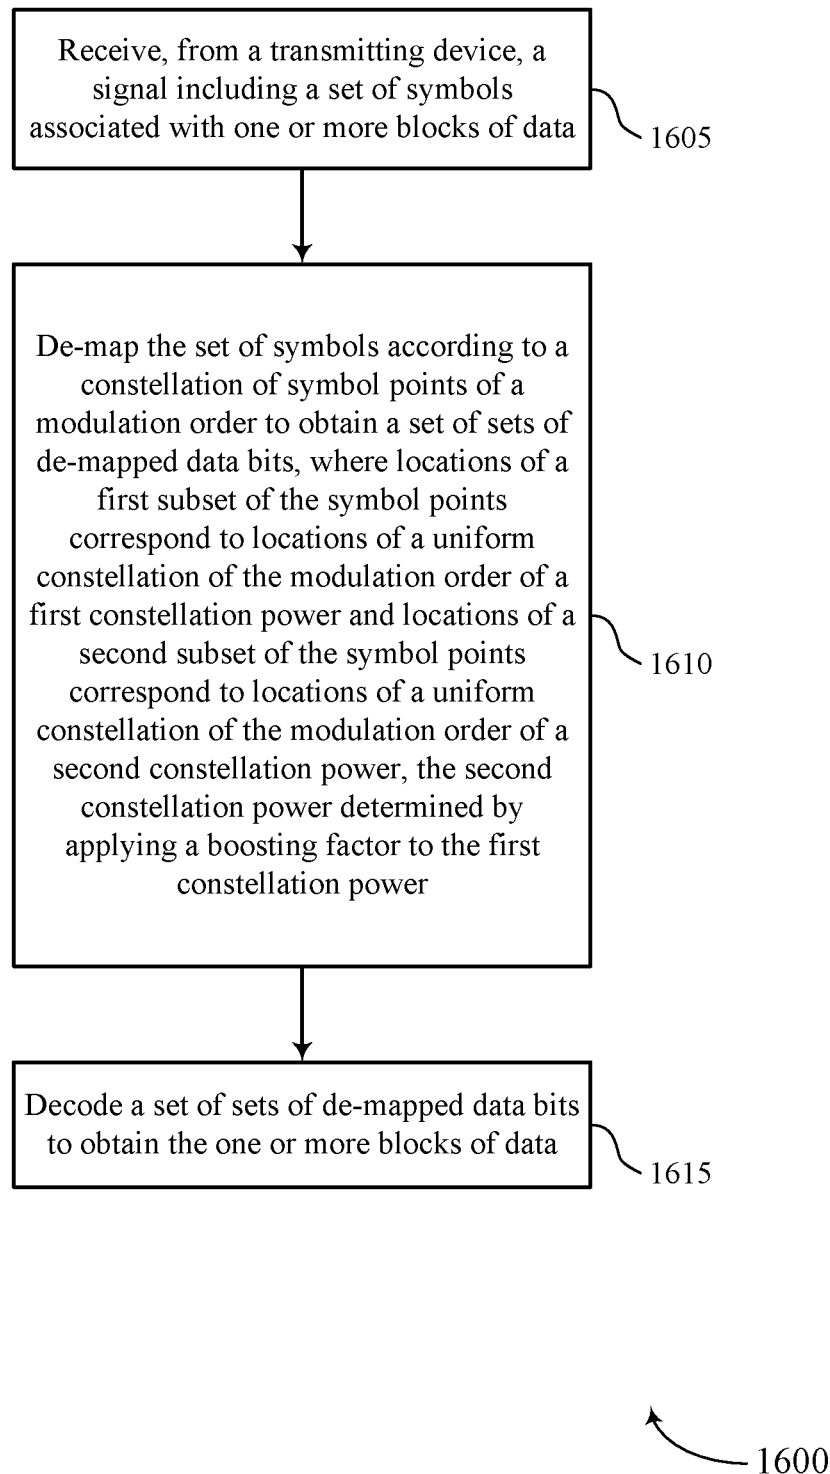 Receive, from a transmitting device, a
signal including a set of symbols
associated with one or more blocks of data
1605
De-map the set of symbols according to a
constellation of symbol points of a
modulation order to obtain a set of sets of
de-mapped data bits, where locations of a
first subset of the symbol points
correspond to locations of a uniform
constellation of the modulation order of a
first constellation power and locations of a
second subset of the symbol points
correspond to locations of a uniform
constellation of the modulation order of a
second constellation power, the second
constellation power determined by
applying a boosting factor to the first
constellation power
1610
Decode a set of sets of de-mapped data bits
to obtain the one or more blocks of data
1615
1600